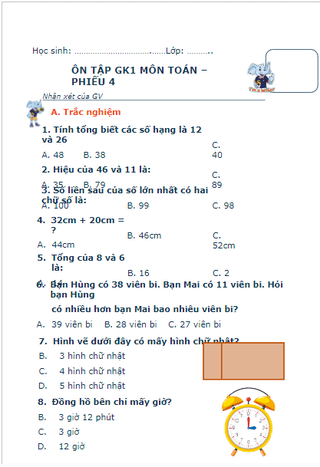 Học sinh: ……………………………Lớp: ………..
ÔN TẬP GK1 MÔN TOÁN –
PHIẾU 4
Nhận xét của GV
A. Trắc nghiệm
1. Tính tổng biết các số hạng là 12
và 26
A. 48 B. 38 C. 40
2. Hiệu của 46 và 11 là:
A. 35 B. 79 C. 89
3. Số liền sau của số lớn nhất có hai
chữ số là:
A. 100 B. 99 C. 98
4. 32cm + 20cm =
?
A. 44cm B. 46cm C. 52cm
5. Tổng của 8 và 6
là:
A. 14 B. 16 C. 2
6. Bạn Hùng có 38 viên bi. Bạn Mai có 11 viên bi. Hỏi
bạn Hùng
có nhiều hơn bạn Mai bao nhiêu viên bi?
A. 39 viên bi B. 28 viên bi C. 27 viên bi
7. Hình vẽ dưới đây có mấy hình chữ nhật?
B. 3 hình chữ nhật
C. 4 hình chữ nhật
D. 5 hình chữ nhật
8. Đồng hồ bên chỉ mấy giờ?
B. 3 giờ 12 phút
C. 3 giờ
D. 12 giờ